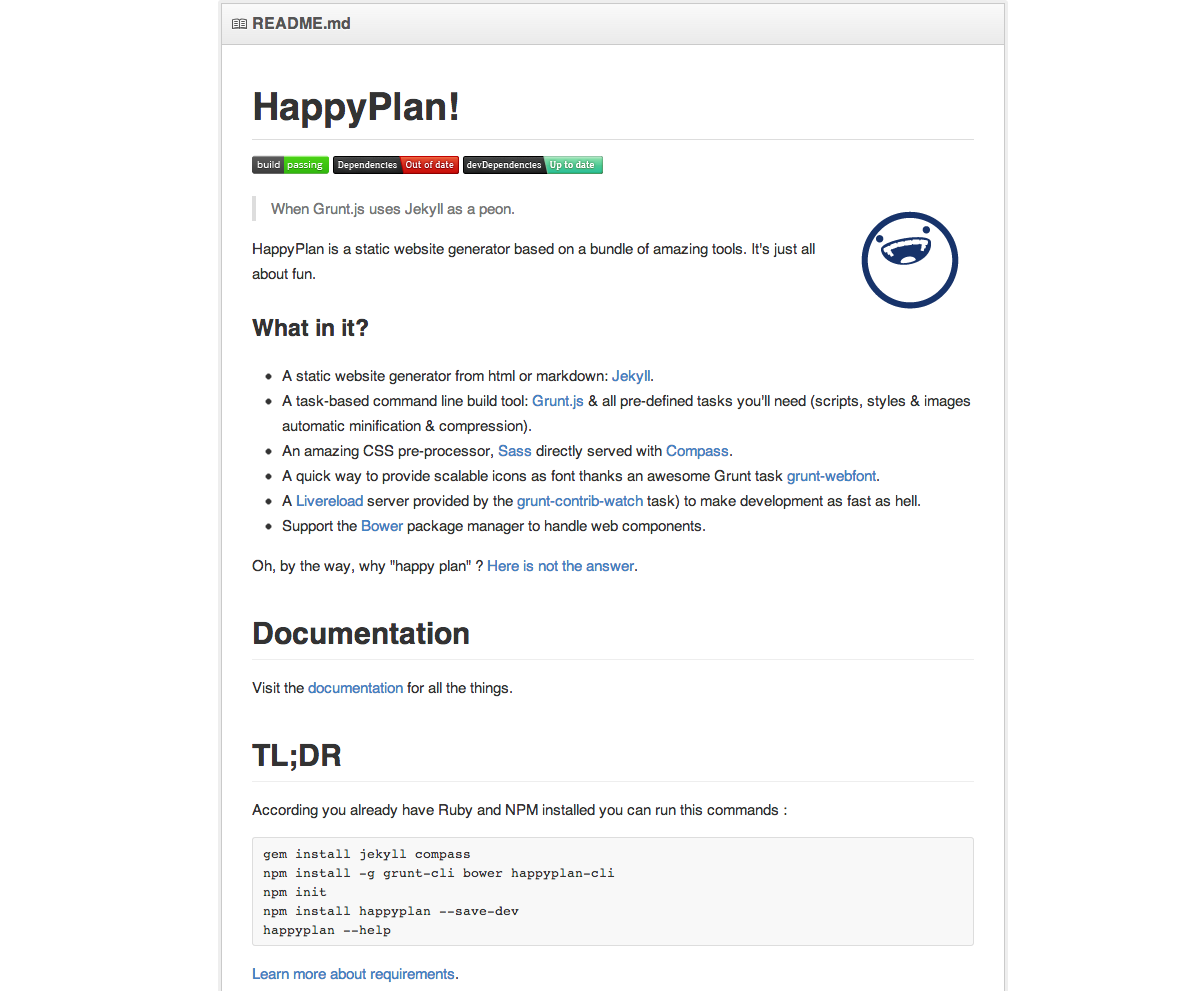 README.md
HappyPlan!
build passing Dependencies Out of date devDependencies Up to date
When Grunt.js uses Jekyll as a peon.
HappyPlan is a static website generator based on a bundle of amazing tools. It's just all
about fun.
What in it?
• A static website generator from html or markdown: Jekyll.
• A task-based command line build tool: Grunt.js & all pre-defined tasks you'll need (scripts, styles & images
automatic minification & compression).
• An amazing CSS pre-processor, Sass directly served with Compass.
• A quick way to provide scalable icons as font thanks an awesome Grunt task grunt-webfont.
• A Livereload server provided by the grunt-contrib-watch task) to make development as fast as hell.
• Support the Bower package manager to handle web components.
Oh, by the way, why "happy plan" ? Here is not the answer.
Documentation
Visit the documentation for all the things.
TL;DR
According you already have Ruby and NPM installed you can run this commands :
gem install jekyll compass
npm install -g grunt-cli bower happyplan-cli
npm init
npm install happyplan --save-dev
happyplan --help
Learn more about requirements.